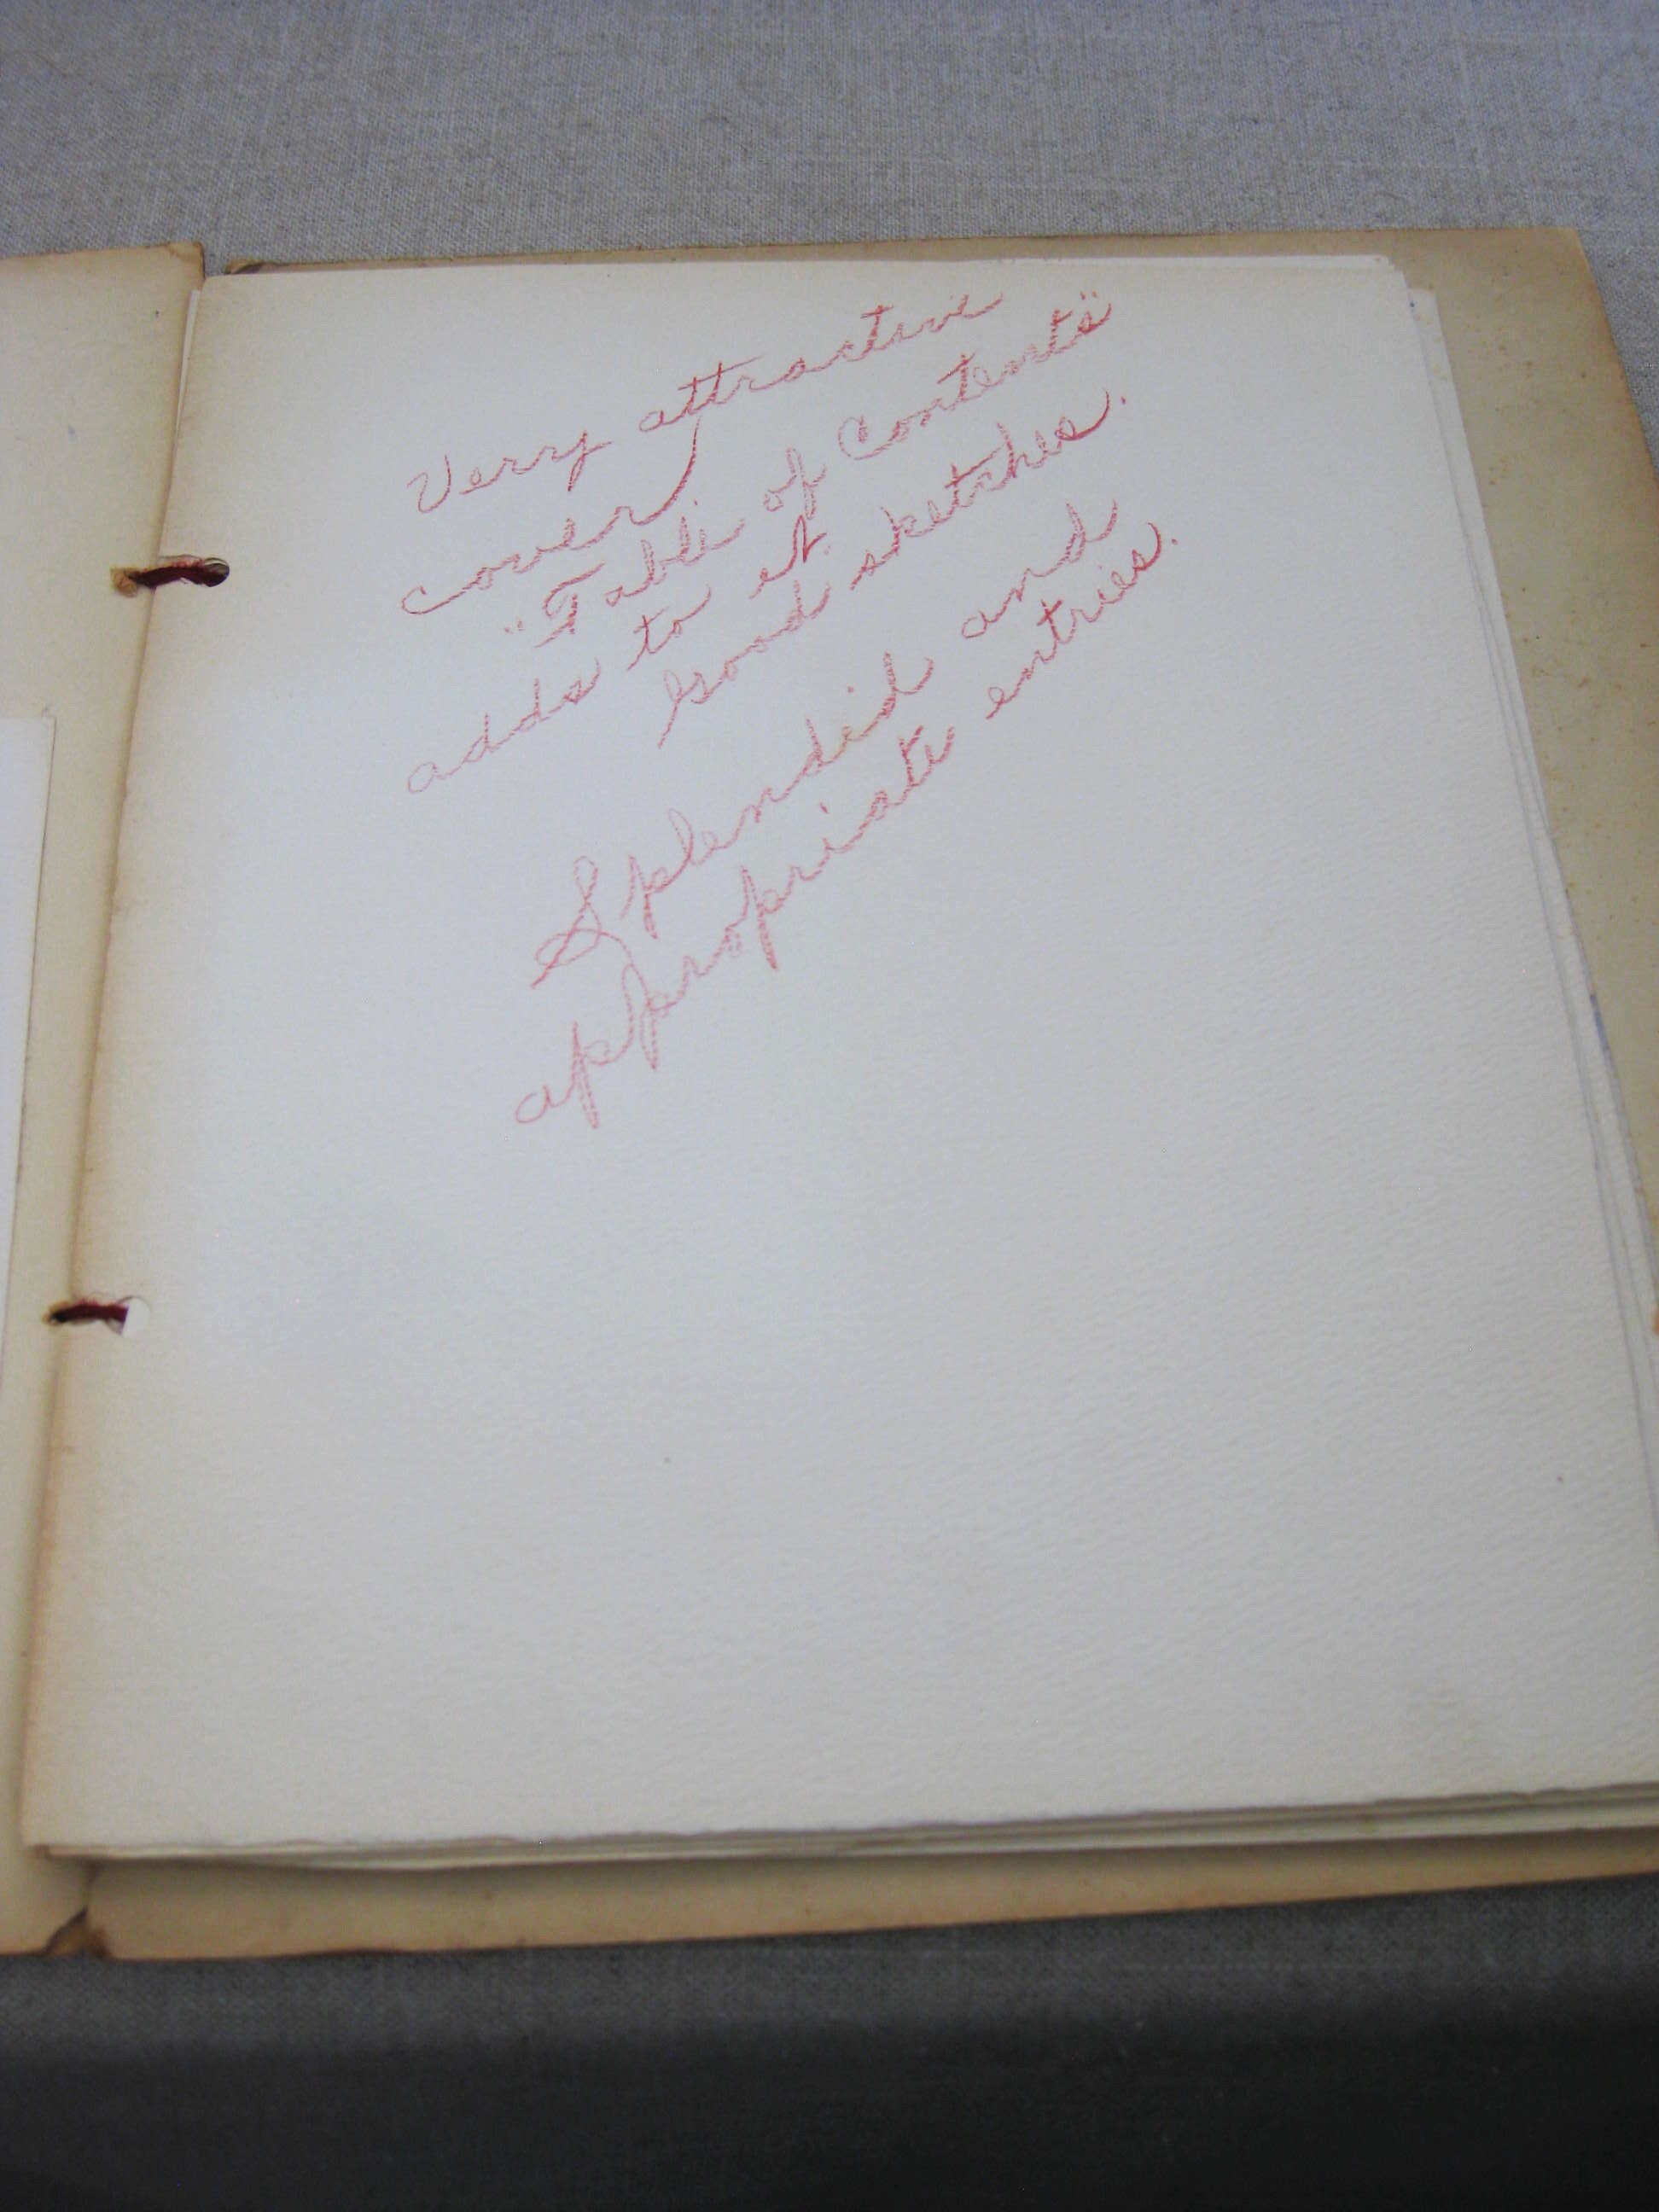 Very attractive
cover.
"Table of Contents"
adds to it.
Good sketches.
Splendid and
appropriate entries.